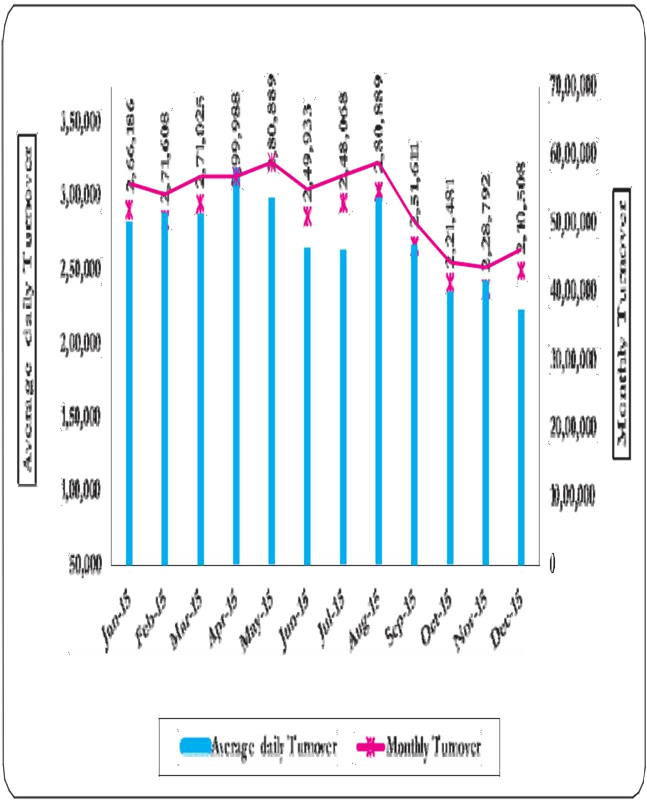 Average daily Turnover
3,50,000
3,00,000
2,50,000
2,00,000
1,50,000
1,00,000
50,000
2,66,186
2,71,608
2,71,025
99,988
80,889
2,49,933
2,48,068
2,80,889
2,51,611
2,21,481
2,28,792
2,10,508
70,00,000
60,00,000
50,00,000
40,00,000
30,00,000
20,00,000
10,00,000
0
Monthly Turnover
Jan-15
Feb-15
Mar-15
Apr-15
May-15
Jun-15
Jul-15
Aug-15
Sep-15
Oct-15
Nov-15
Dec-15
Average daily Turnover
Monthly Turnover